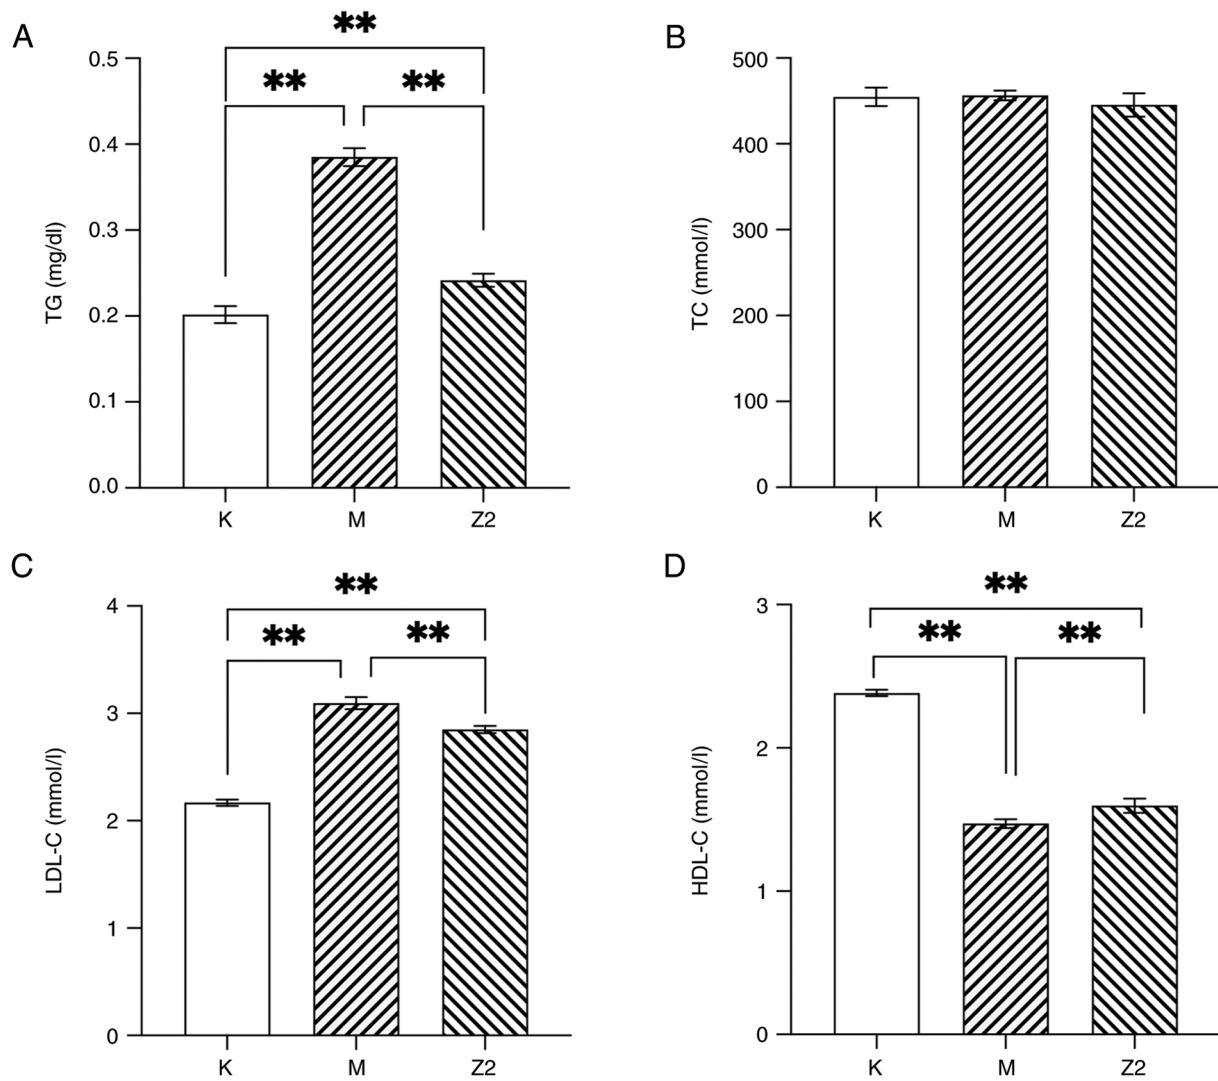 A
**
** **
0.5
0.4
0.3
0.2
0.1
0.0
TG (mg/dl)
K M Z2
B
500
400
300
200
100
0
TC (mmol/l)
K M Z2
C
**
** **
4
3
2
1
0
LDL-C (mmol/l)
K M Z2
D
**
** **
3
2
1
0
HDL-C (mmol/l)
K M Z2